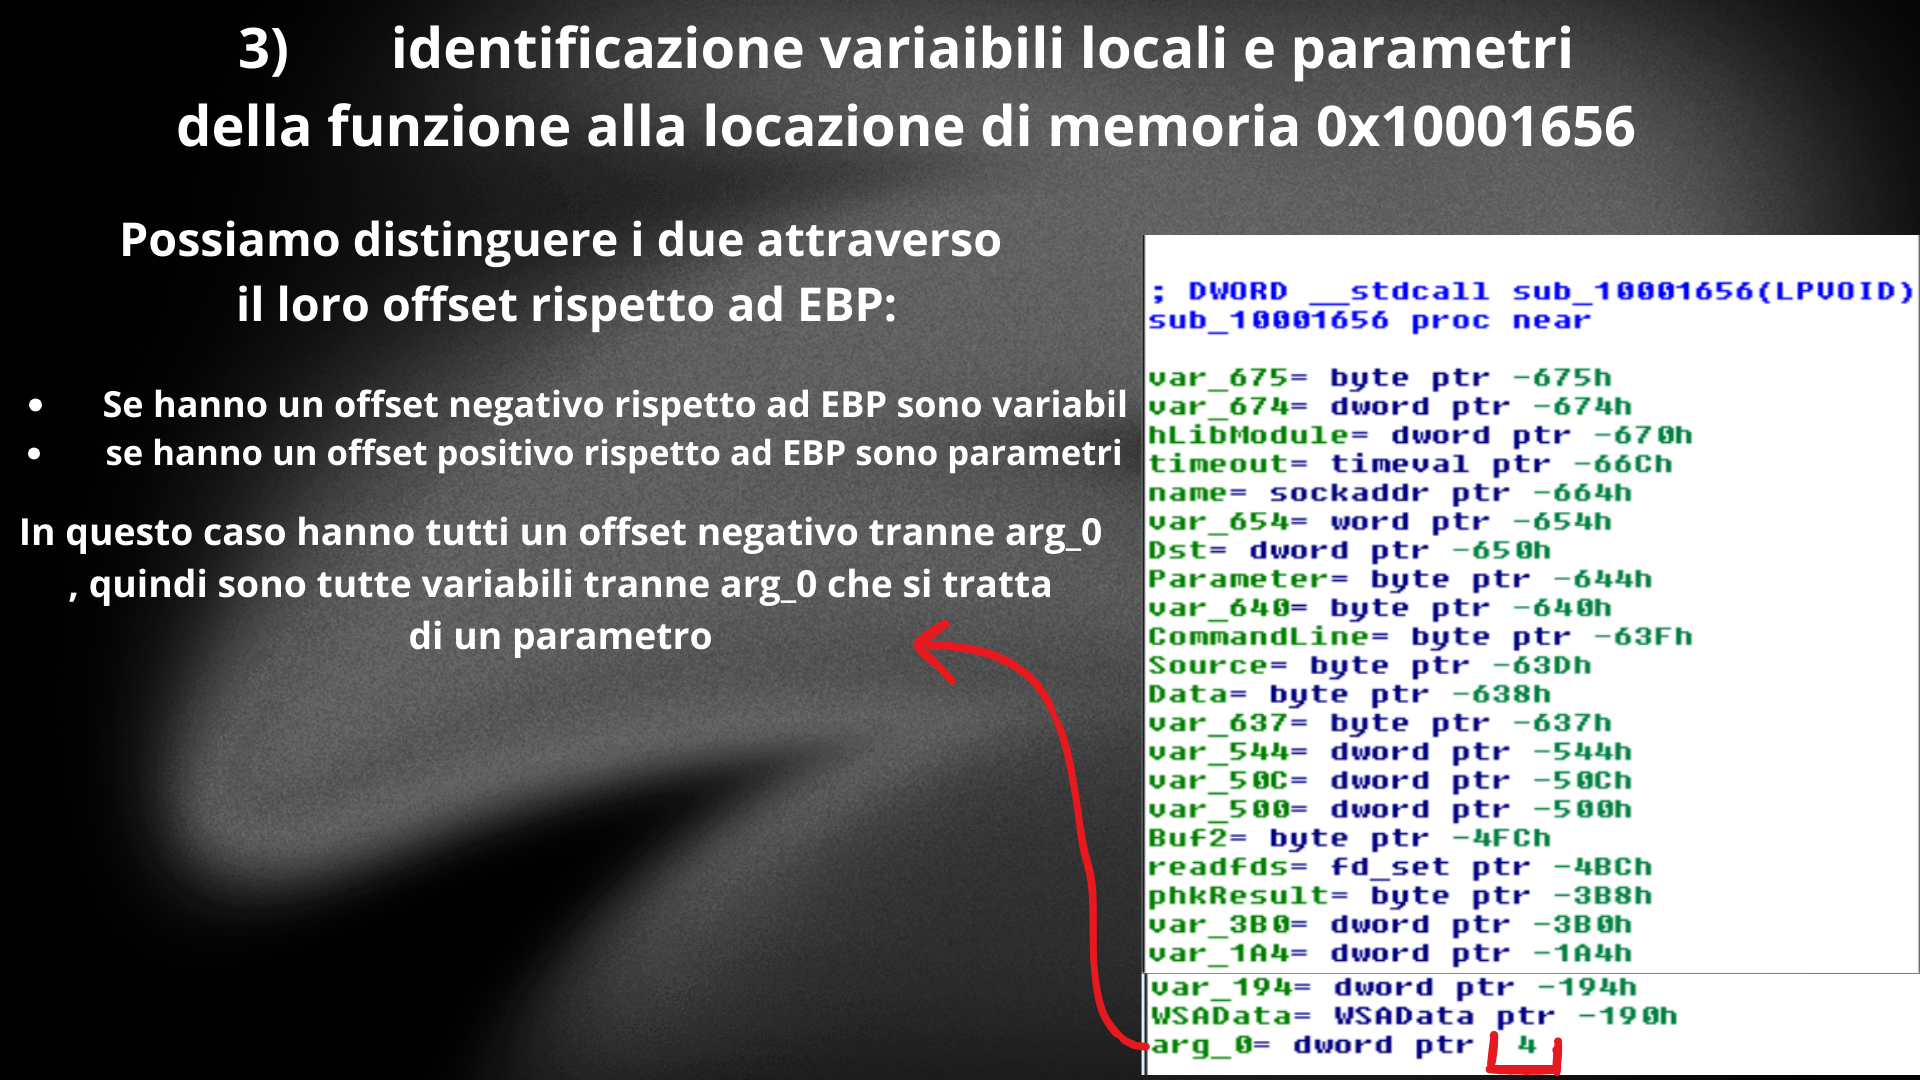 3) identificazione variaibili locali e parametri
della funzione alla locazione di memoria 0x10001656
Possiamo distinguere i due attraverso
il loro offset rispetto ad EBP:
• Se hanno un offset negativo rispetto ad EBP sono variabil
• se hanno un offset positivo rispetto ad EBP sono parametri
In questo caso hanno tutti un offset negativo tranne arg_0
, quindi sono tutte variabili tranne arg_0 che si tratta
di un parametro
; DWORD __stdcall sub_10001656(LPVOID)
sub_10001656 proc near
var_675= byte ptr -675h
var_674= dword ptr -674h
hLibModule= dword ptr -670h
timeout= timeval ptr -66Ch
name= sockaddr ptr -664h
var_654= word ptr -654h
Dst= dword ptr -650h
Parameter= byte ptr -644h
var_640= byte ptr -640h
CommandLine= byte ptr -63Fh
Source= byte ptr -63Dh
Data= byte ptr -638h
var_637= byte ptr -637h
var_544= dword ptr -544h
var_50C= dword ptr -50Ch
var_500= dword ptr -500h
Buf2= byte ptr -4FCh
readfds= fd_set ptr -4BCh
phkResult= byte ptr -3B8h
var_3B0= dword ptr -3B0h
var_1A4= dword ptr -1A4h
var_194= dword ptr -194h
WSAData= WSAData ptr -190h
arg_0= dword ptr 4